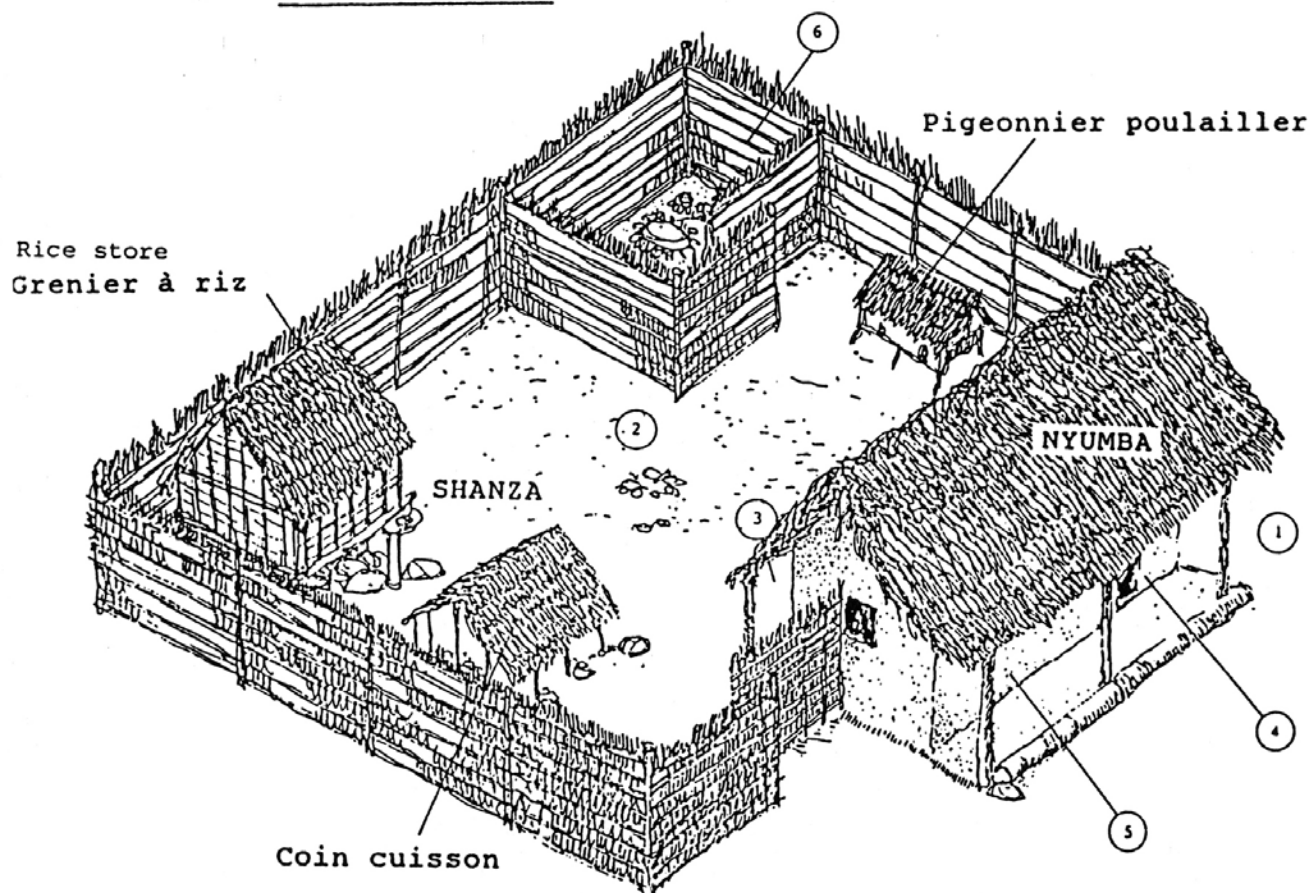 6
Pigeonnier poulailler
Rice store
Grenier à riz
2
NYUMBA
SHANZA
3
1
4
5
Coin cuisson